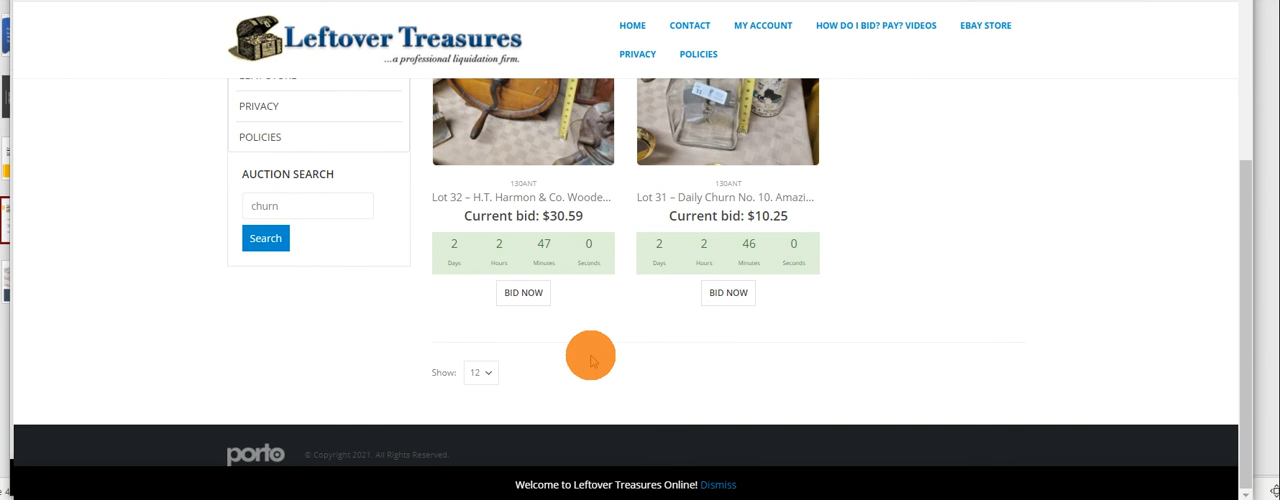 Leftover Treasures
...a professional liquidation firm.
HOME CONTACT MY ACCOUNT HOW DO I BID? PAY? VIDEOS EBAY STORE
PRIVACY POLICIES
EBAY STORE
PRIVACY
POLICIES
AUCTION SEARCH
churn
Search
130ANT
Lot 32 – H.T. Harmon & Co. Woode...
Current bid: $30.59
2 2 47 0
Days Hours Minutes Seconds
BID NOW
130ANT
Lot 31 – Daily Churn No. 10. Amazi...
Current bid: $10.25
2 2 46 0
Days Hours Minutes Seconds
BID NOW
Show: 12
porto © Copyright 2021. All Rights Reserved.
Welcome to Leftover Treasures Online! Dismiss